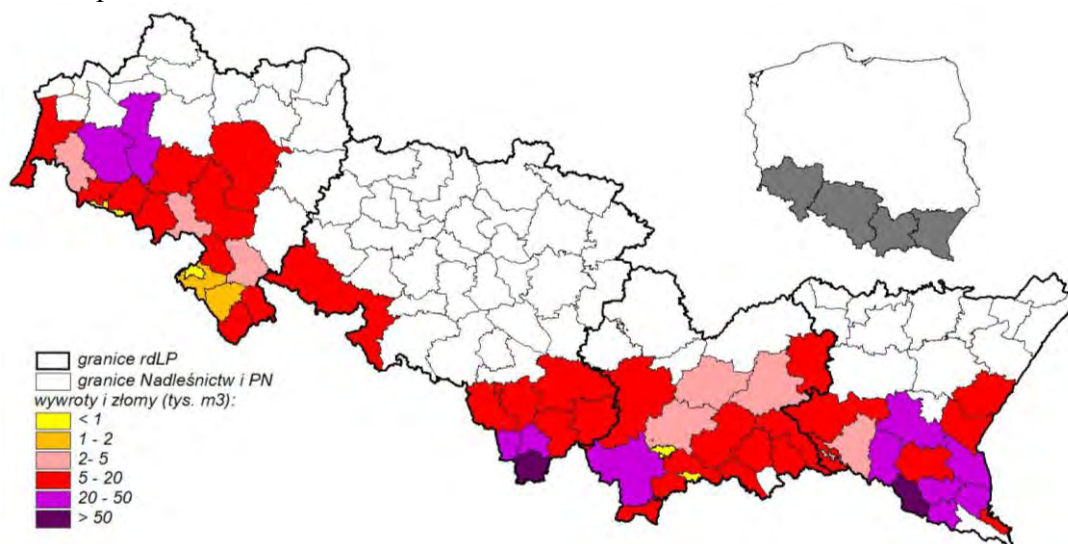 granice rdLP
granice Nadleśnictw i PN
wywroty i złomy (tys. m3):
< 1
1 - 2
2- 5
5 - 20
20 - 50
> 50